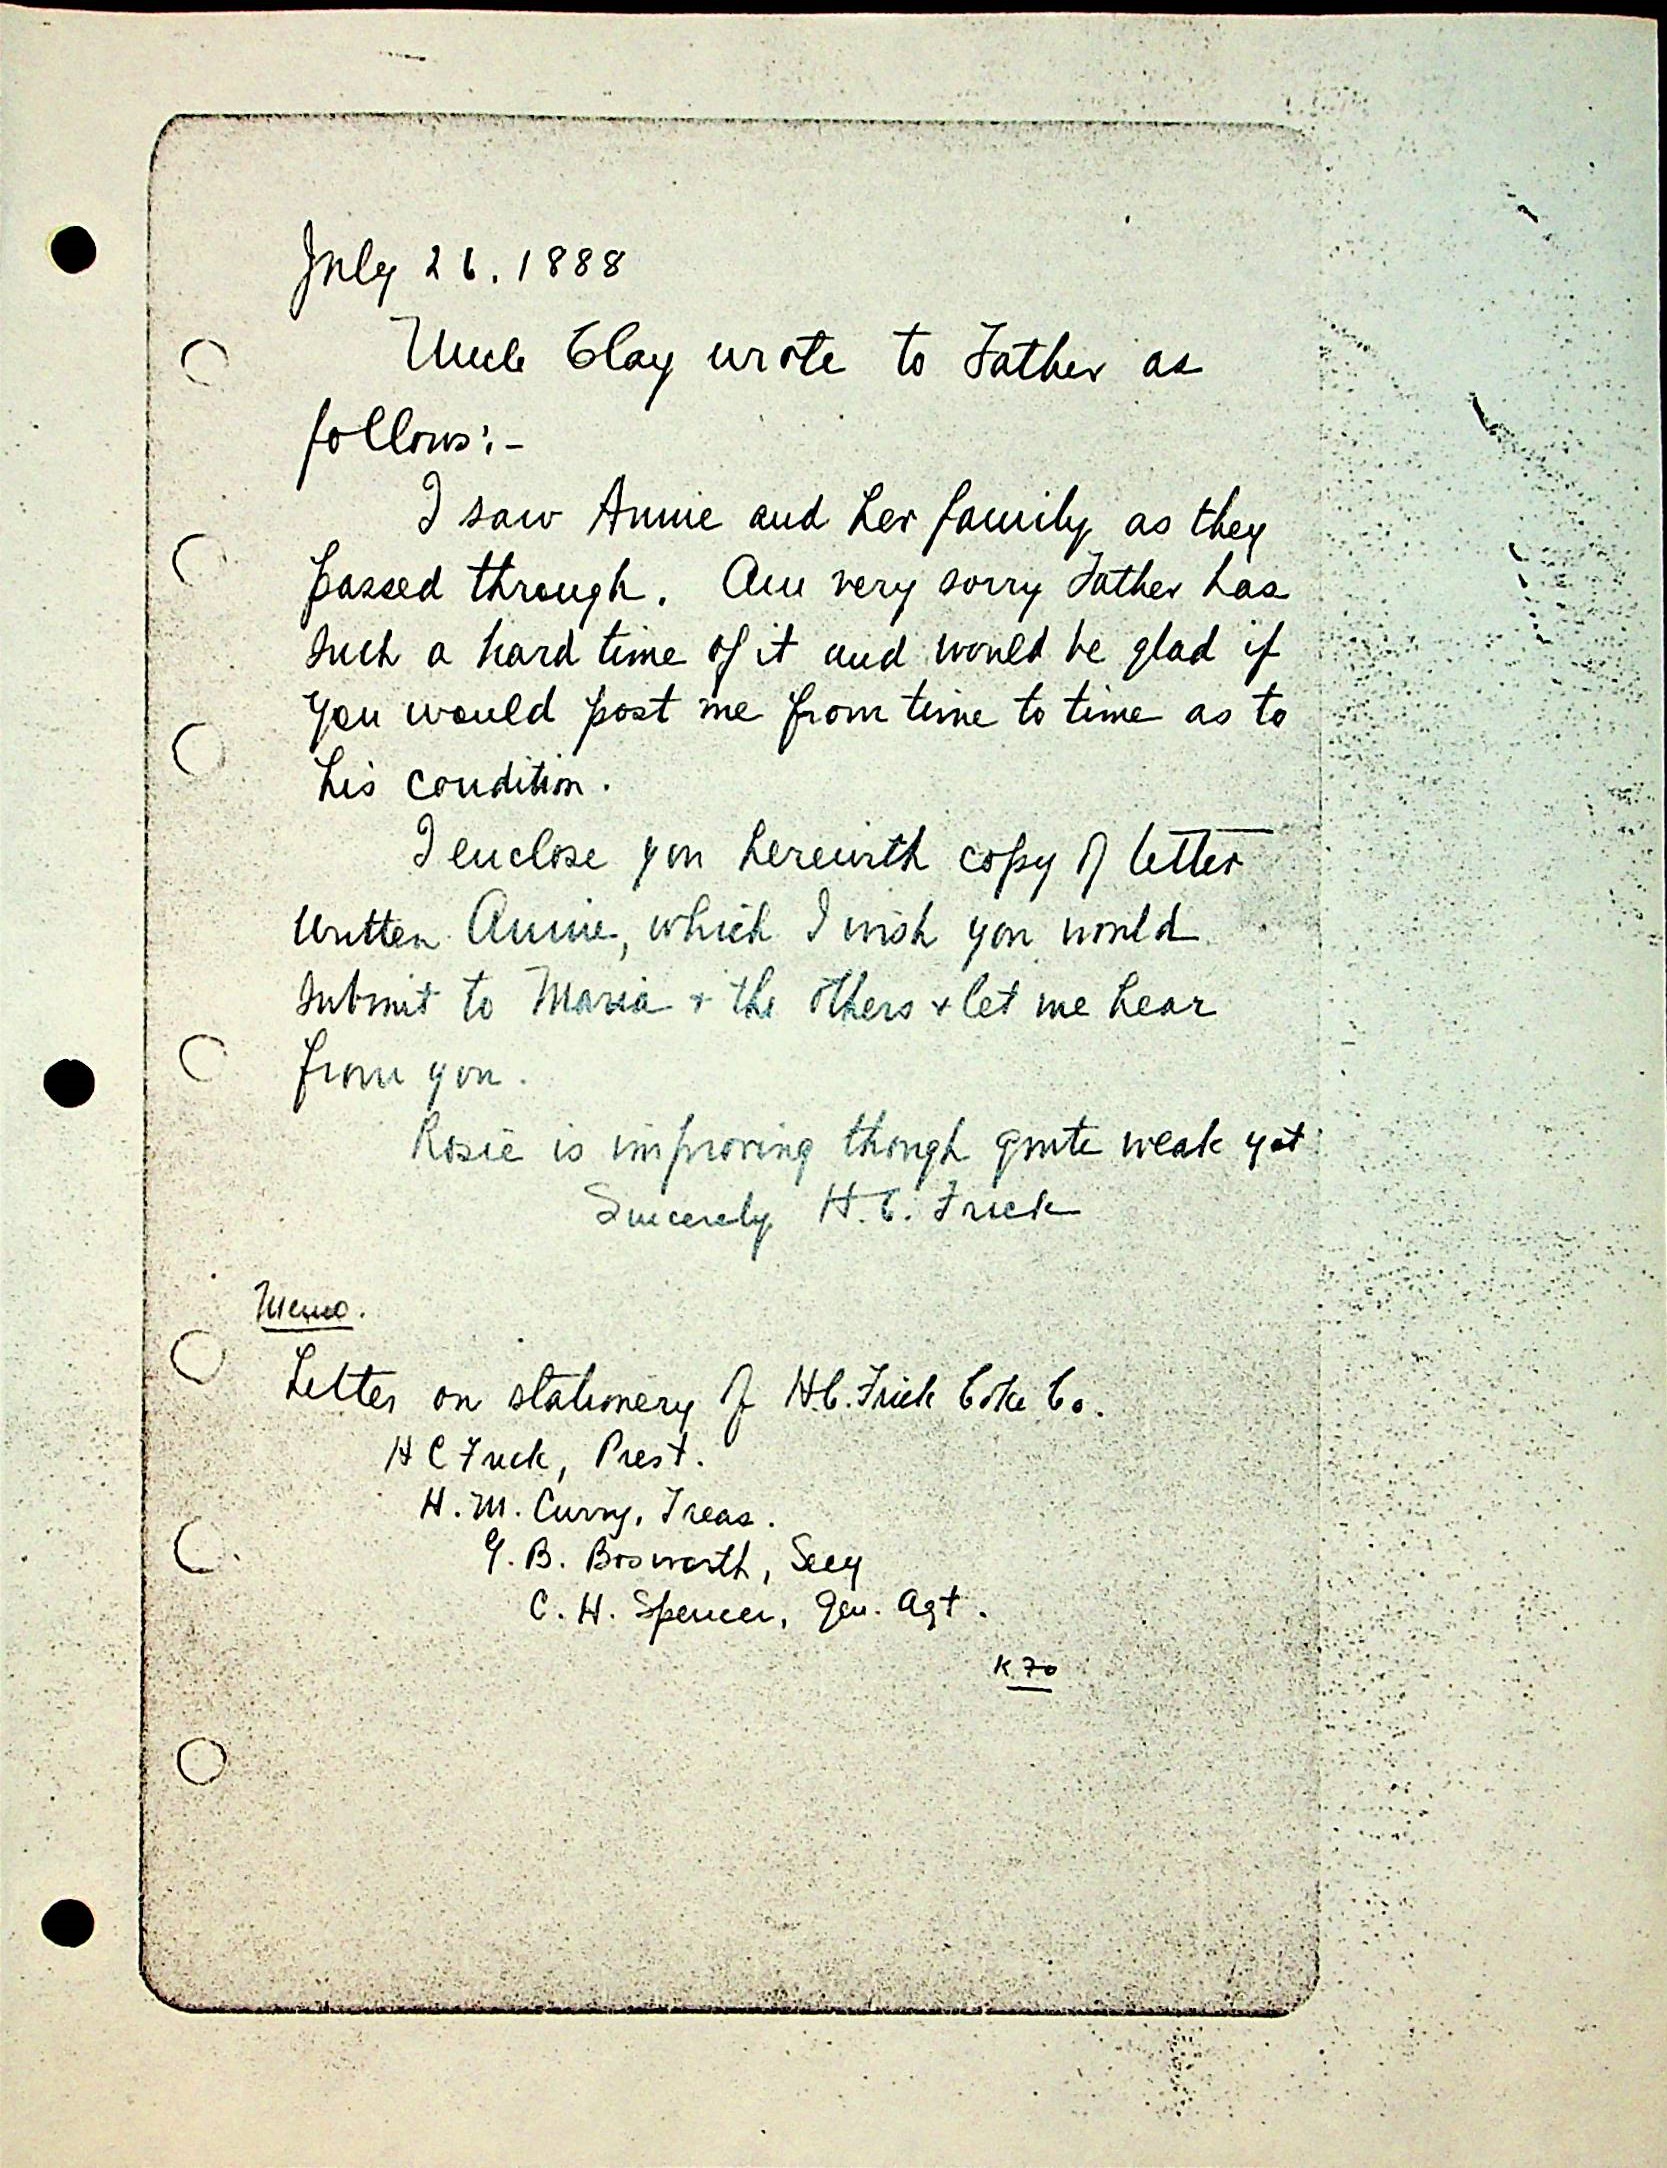 July 26, 1888
Uncle Clay wrote to Father as
follows:-
I saw Annie and her family as they
passed through. Am very sorry Father has
such a hard time of it and would be glad if
you would post me from time to time as to
his condition.
I enclose you herewith copy of letter
written Annie, which I wish you would
submit to Maria & the others & let me hear
from you.
Rosie is improving though quite weak yet
Sincerely H. C. Frick
Memo.
Letter on stationery of H.C. Frick Coke Co.
H C Frick, Prest.
H. M. Curry, Treas.
G. B. Bosworth, Secy
C. H. Spencer, Gen. Agt.
K 70